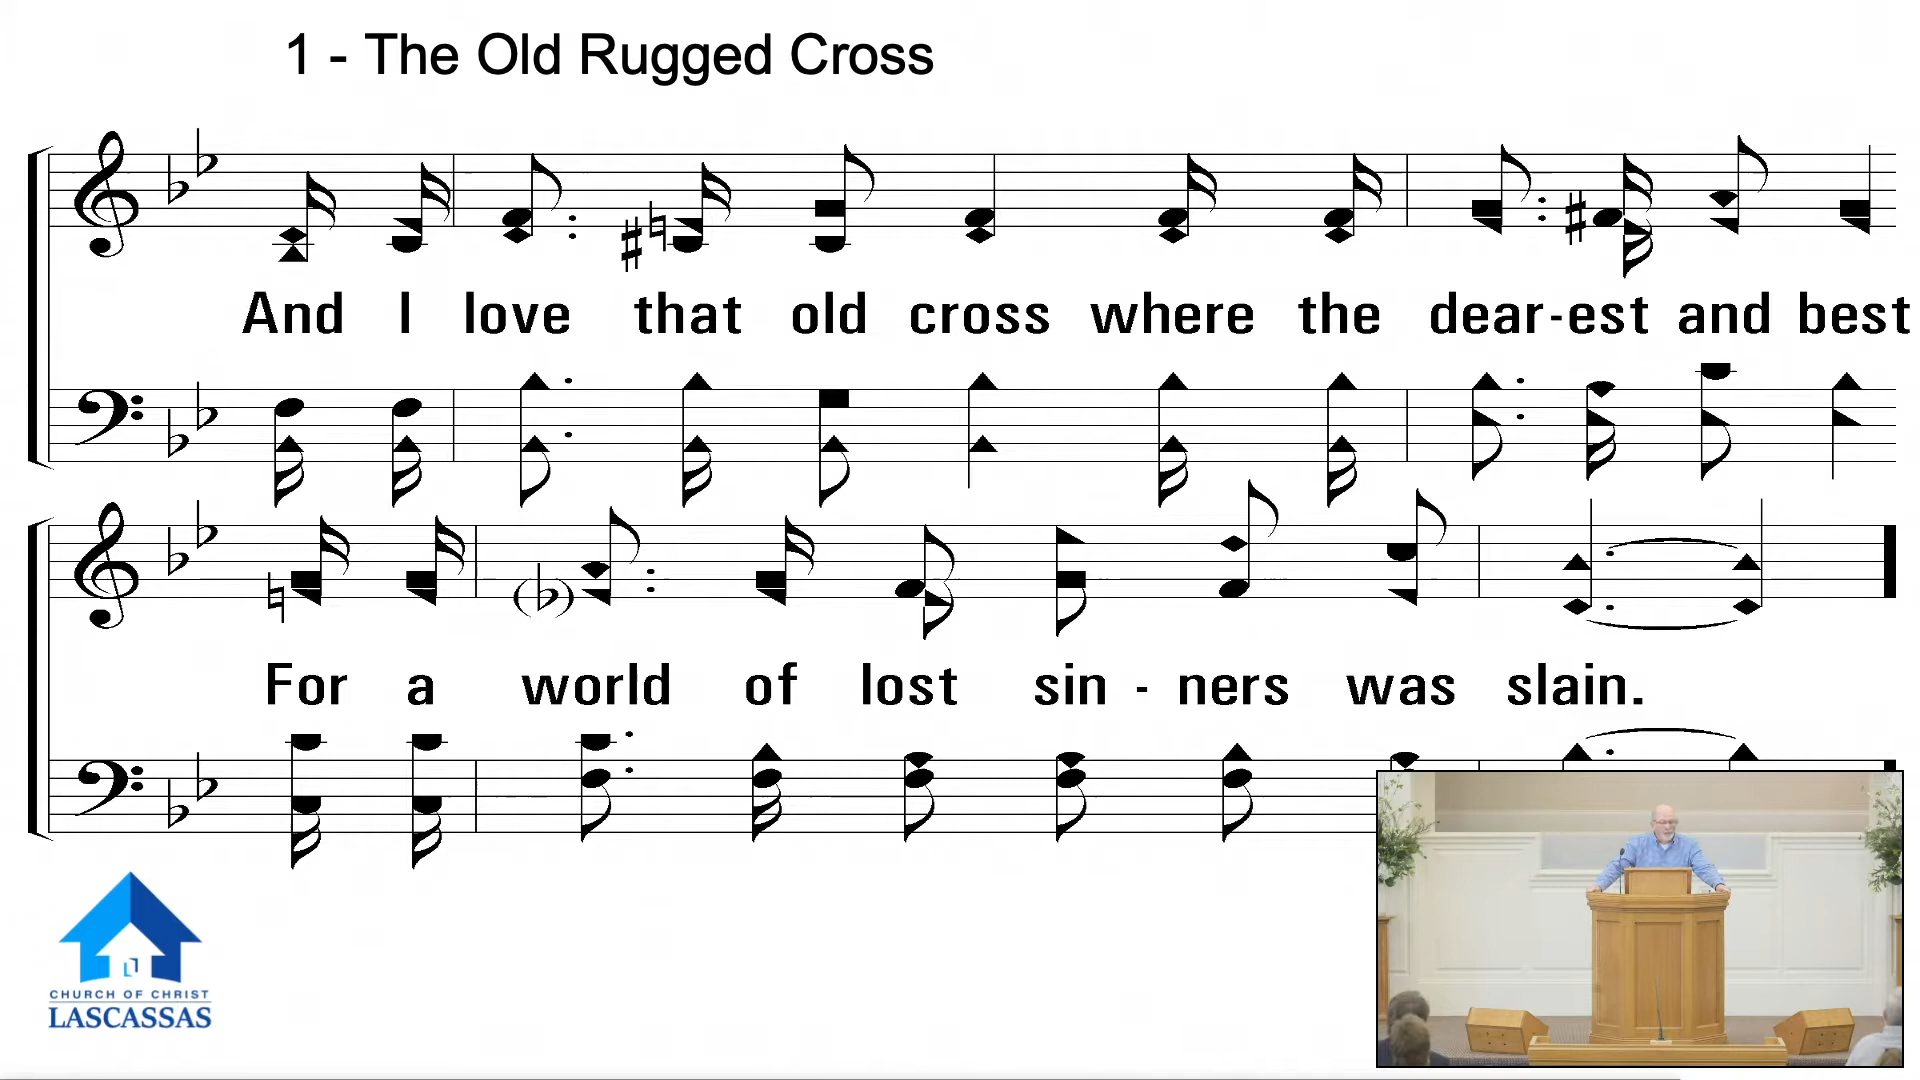 1 - The Old Rugged Cross
And I love that old cross where the dear-est and best
For a world of lost sin - ners was slain.
CHURCH OF CHRIST
LASCASSAS